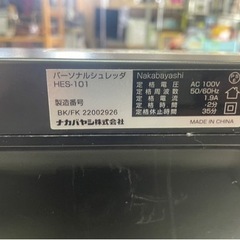 パーソナルシュレッダ
HES-101
製造番号
BK/FK 22002926
ナカバヤシ株式会社
Nakabayashi
定格電圧 AC 100V
定格周波数 50/60Hz
定格電流 1.9A
定格時間 -2分
定格休止時間 35分